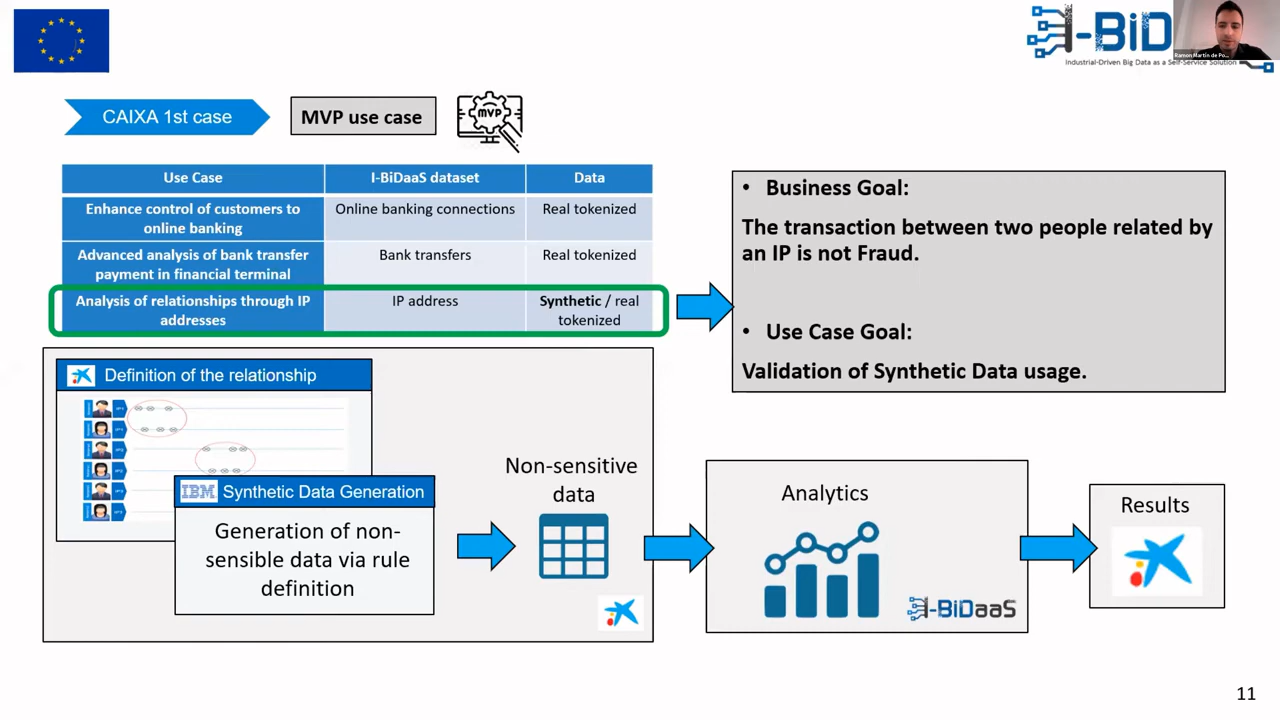 I-BiD
Industrial-Driven Big Data as a Self-Service Solution
CAIXA 1st case
MVP use case
MVP
Use Case
I-BiDaaS dataset
Data
Enhance control of customers to
online banking
Online banking connections
Real tokenized
Advanced analysis of bank transfer
payment in financial terminal
Bank transfers
Real tokenized
Analysis of relationships through IP
addresses
IP address
Synthetic / real
tokenized
• Business Goal:
The transaction between two people related by
an IP is not Fraud.
• Use Case Goal:
Validation of Synthetic Data usage.
Definition of the relationship
IBM Synthetic Data Generation
Generation of non-
sensible data via rule
definition
Non-sensitive
data
Analytics
I-BiDaaS
Results
11